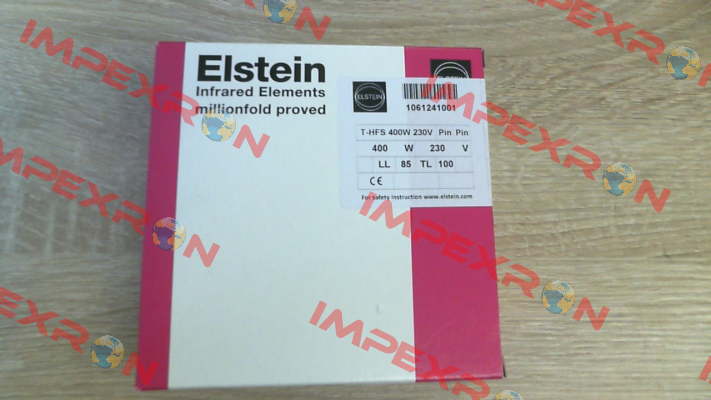 Elstein
Infrared Elements
millionfold proved
ELSTEIN
1061241001
T-HFS 400W 230V Pin Pin
400 W 230 V
LL 85 TL 100
CE
For safety instruction www.elstein.com
IMPEXRON
IMPEXRON
IMPEXRON
IMPEXRON
IMPEXRON
IMPEXRON